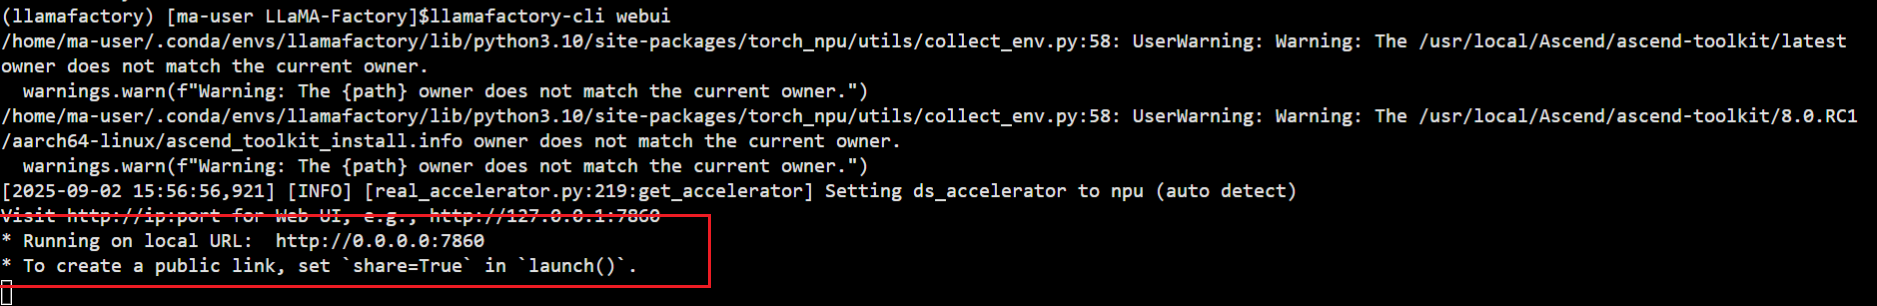 (llamafactory) [ma-user LLaMA-Factory]$llamafactory-cli webui
/home/ma-user/.conda/envs/llamafactory/lib/python3.10/site-packages/torch_npu/utils/collect_env.py:58: UserWarning: Warning: The /usr/local/Ascend/ascend-toolkit/latest
owner does not match the current owner.
  warnings.warn(f"Warning: The {path} owner does not match the current owner.")
/home/ma-user/.conda/envs/llamafactory/lib/python3.10/site-packages/torch_npu/utils/collect_env.py:58: UserWarning: Warning: The /usr/local/Ascend/ascend-toolkit/8.0.RC1
/aarch64-linux/ascend_toolkit_install.info owner does not match the current owner.
  warnings.warn(f"Warning: The {path} owner does not match the current owner.")
[2025-09-02 15:56:56,921] [INFO] [real_accelerator.py:219:get_accelerator] Setting ds_accelerator to npu (auto detect)
Visit http://ip:port for Web UI, e.g., http://127.0.0.1:7860
* Running on local URL:  http://0.0.0.0:7860
* To create a public link, set `share=True` in `launch()`.